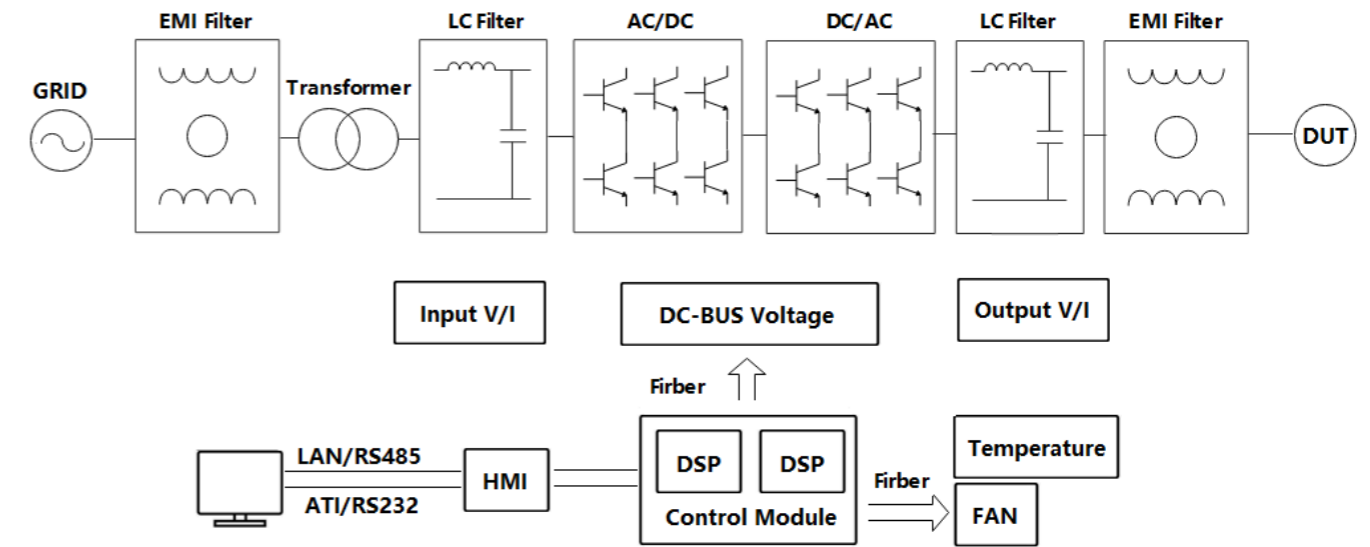 EMI Filter
LC Filter
AC/DC
DC/AC
LC Filter
EMI Filter
GRID
Transformer
DUT
Input V/I
DC-BUS Voltage
Output V/I
Firber
LAN/RS485
ATI/RS232
HMI
DSP
DSP
Control Module
Firber
Temperature
FAN